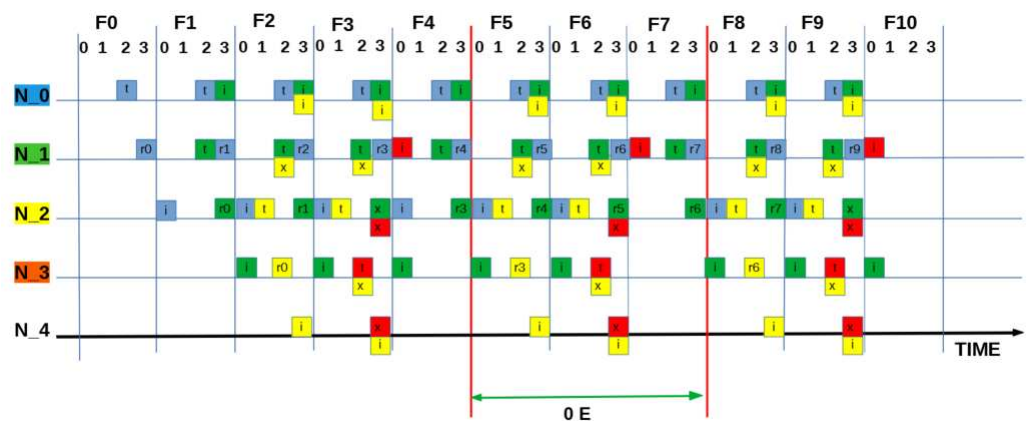 F0 F1 F2 F3 F4 F5 F6 F7 F8 F9 F10
0 1 2 3 0 1 2 3 0 1 2 3 0 1 2 3 0 1 2 3 0 1 2 3 0 1 2 3 0 1 2 3 0 1 2 3 0 1 2 3 0 1 2 3
N_0 t t i t i t i t i t i t i t i t i t i
i i i i i i
N_1 r0 t r1 t r2 t r3 i t r4 t r5 t r6 i t r7 t r8 t r9 i
x x x x x x
N_2 i r0 i t r1 i t x i r3 i t r4 i t r5 r6 i t r7 i t x
x x x
N_3 i r0 i t i i r3 i t i r6 i t i
x x x
N_4 i x i x i x
i i i
TIME
0 E